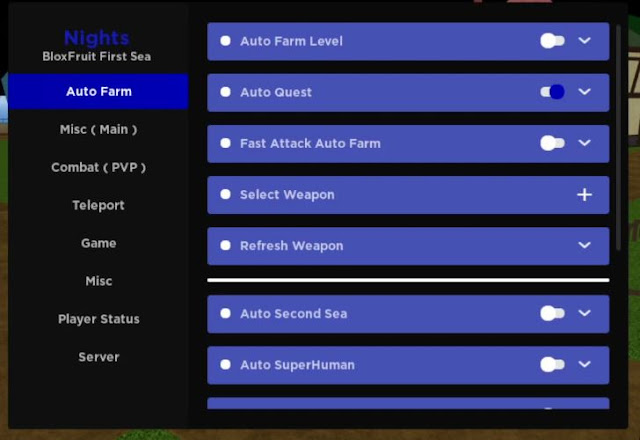 Nights
BloxFruit First Sea
Auto Farm
Misc ( Main )
Combat ( PVP )
Teleport
Game
Misc
Player Status
Server
Auto Farm Level
Auto Quest
Fast Attack Auto Farm
Select Weapon
Refresh Weapon
Auto Second Sea
Auto SuperHuman